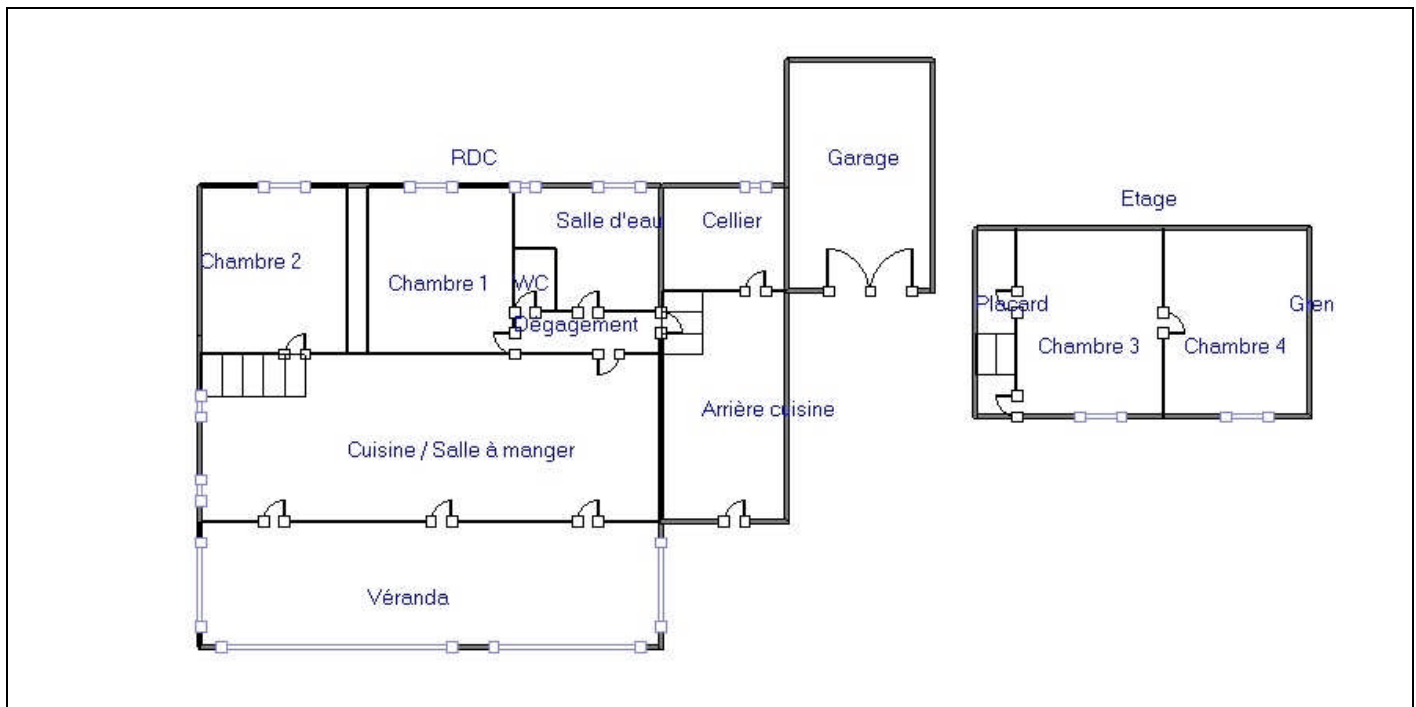 RDC
Garage
Etage
Salle d'eau
Cellier
Chambre 2
Chambre 1
WC
Dégagement
Placard
Gren
Chambre 3
Chambre 4
Arrière cuisine
Cuisine / Salle à manger
Véranda